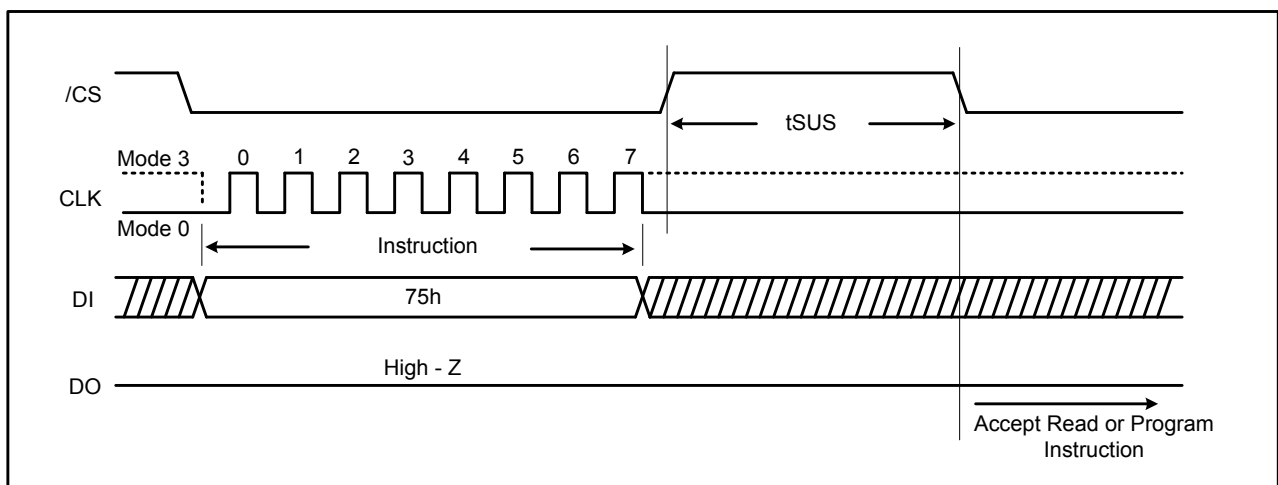 /CS
tSUS
Mode 3 0 1 2 3 4 5 6 7
CLK
Mode 0
Instruction
DI 75h
High - Z
DO
Accept Read or Program
Instruction